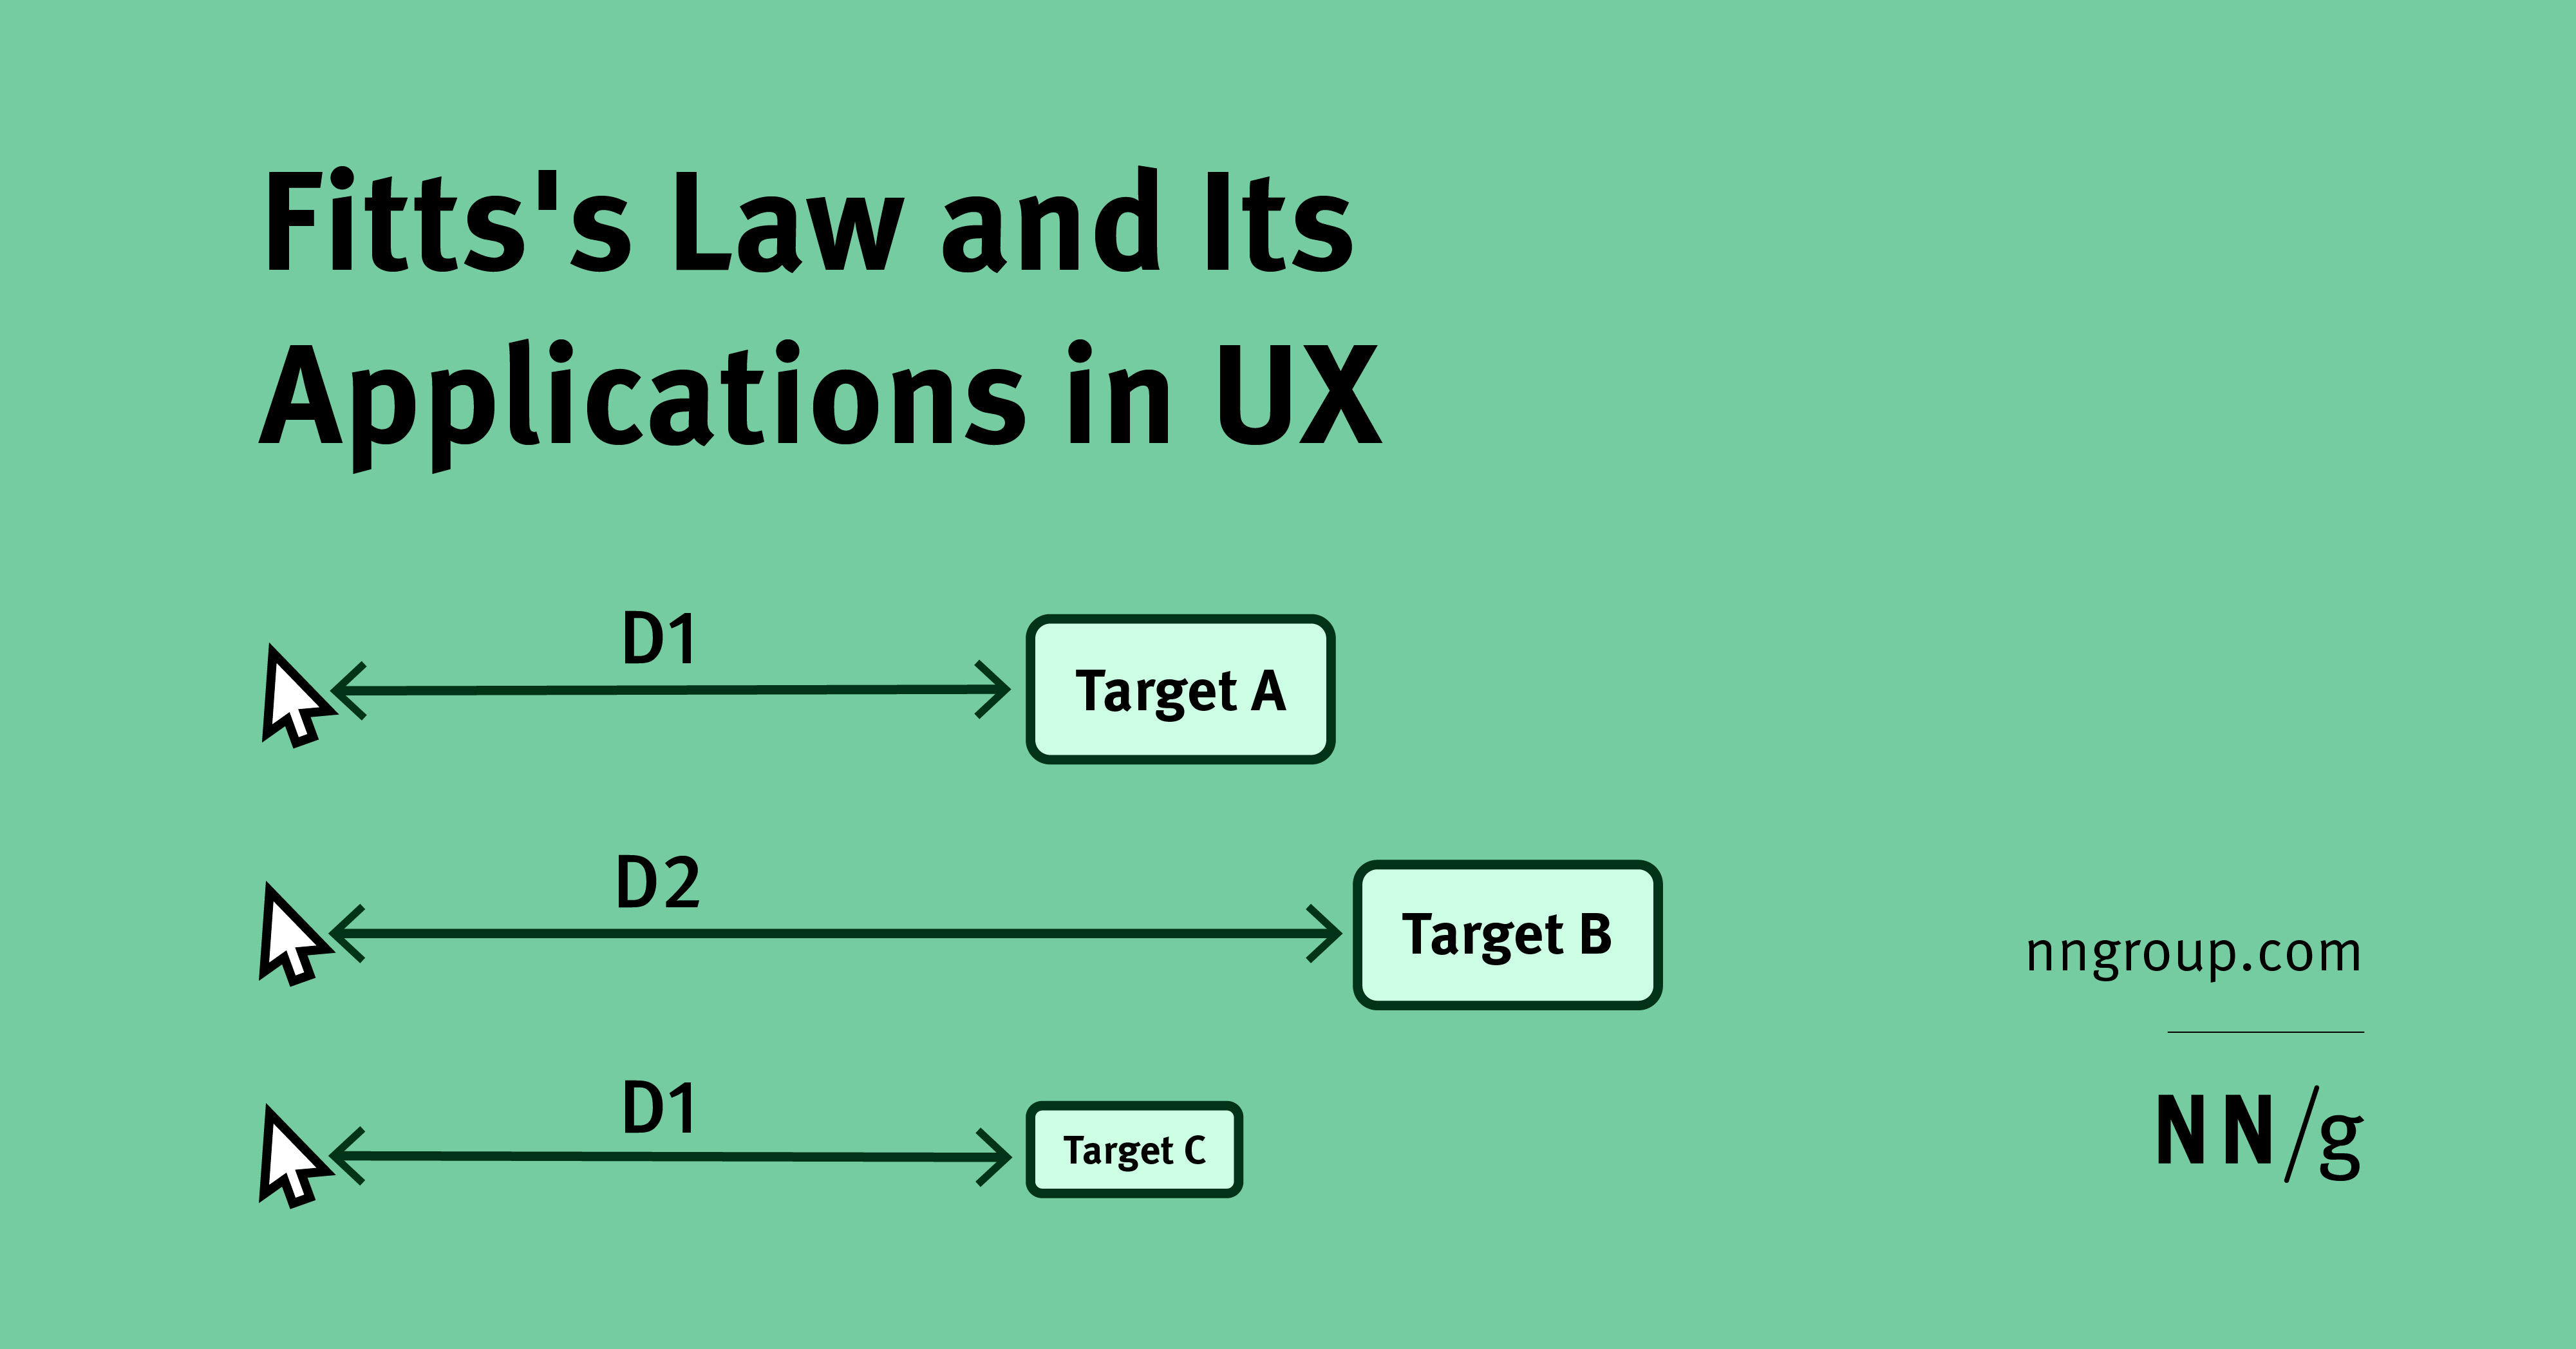 Fitts's Law and Its
Applications in UX
D1
Target A
D2
Target B
nngroup.com
D1
Target C
NN/g